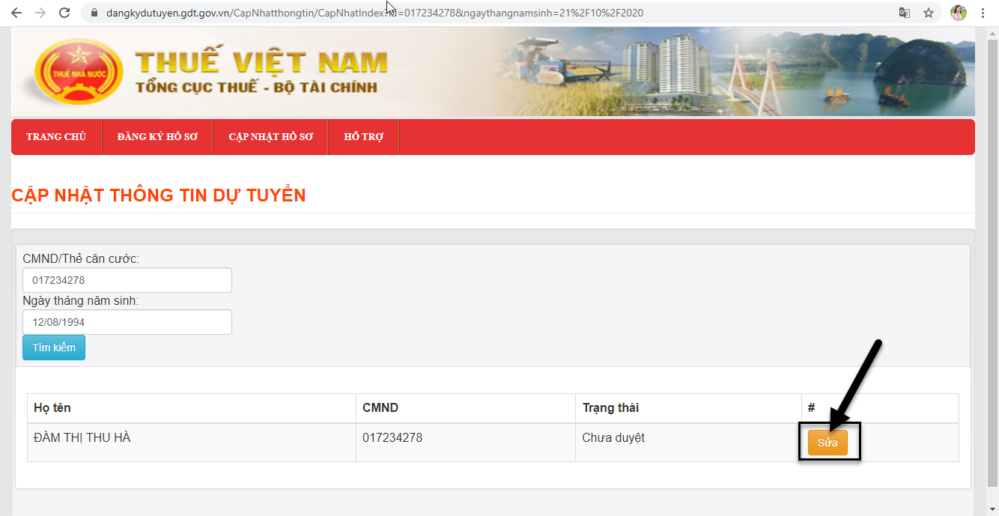 dangkydutuyen.gdt.gov.vn/CapNhatthongtin/CapNhatIndex?id=017234278&ngaythangnamsinh=21%2F10%2F2020
THUẾ NHÀ NƯỚC
THUẾ VIỆT NAM
TỔNG CỤC THUẾ - BỘ TÀI CHÍNH
TRANG CHỦ ĐĂNG KÝ HỒ SƠ CẬP NHẬT HỒ SƠ HỖ TRỢ
CẬP NHẬT THÔNG TIN DỰ TUYỂN
CMND/Thẻ căn cước:
017234278
Ngày tháng năm sinh:
12/08/1994
Tìm kiếm
Họ tên CMND Trạng thái #
ĐÀM THỊ THU HÀ 017234278 Chưa duyệt Sửa